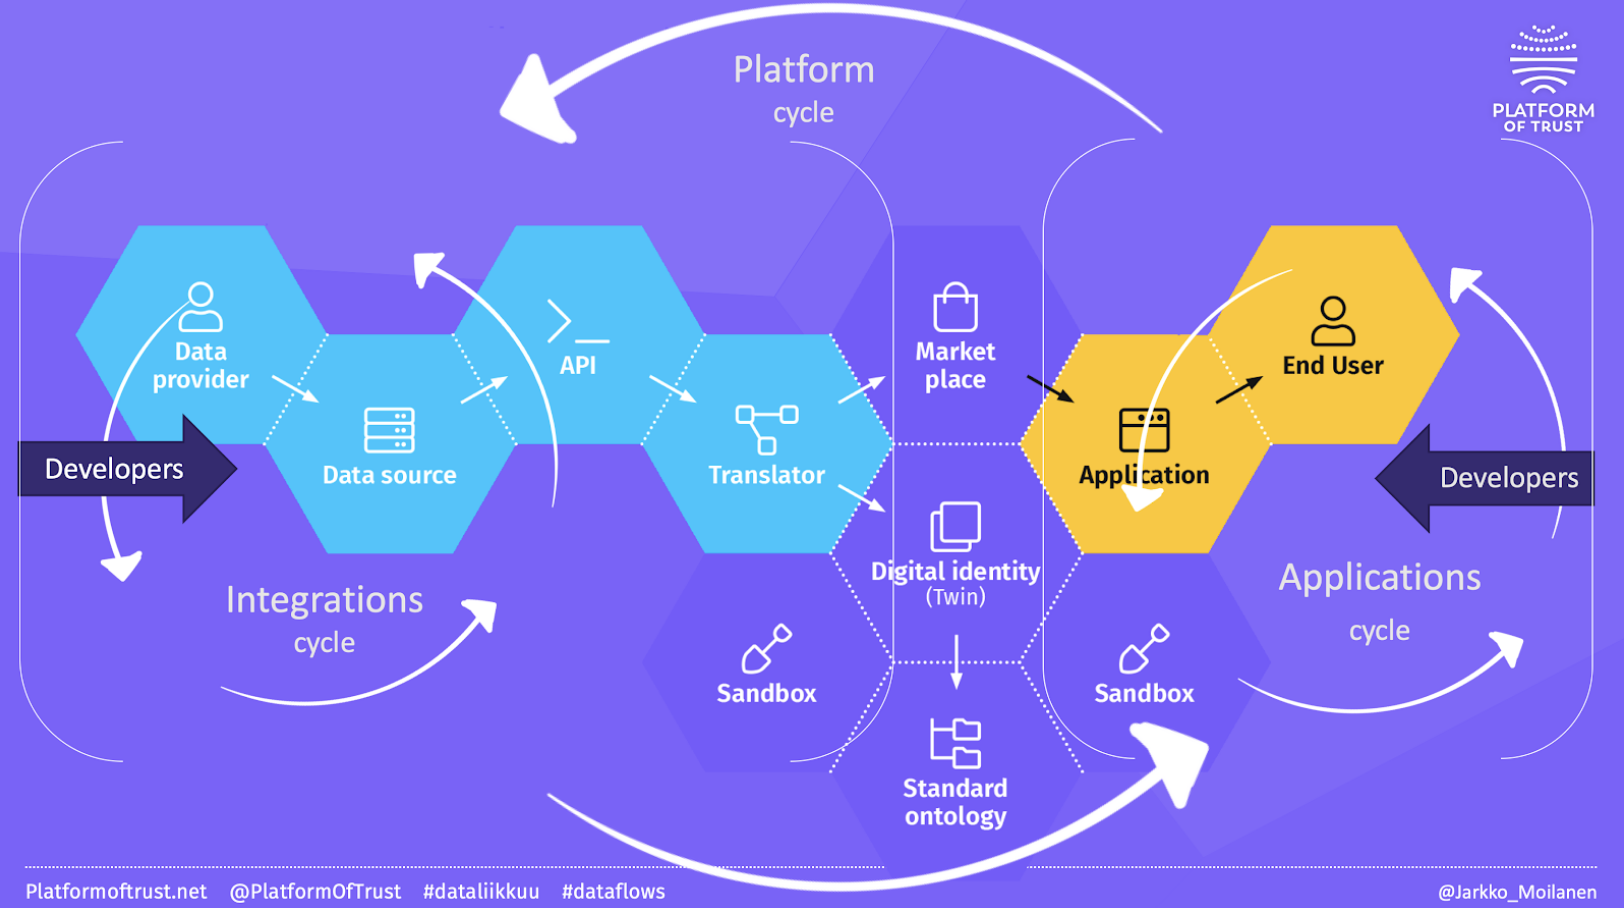 Platform
cycle
PLATFORM
OF TRUST
Data
provider
Data source
API
Translator
Market
place
Digital identity
(Twin)
Standard
ontology
Sandbox
Sandbox
Application
End User
Developers
Developers
Integrations
cycle
Applications
cycle
Platformoftrust.net @PlatformOfTrust #dataliikkuu #dataflows
@Jarkko_Moilanen